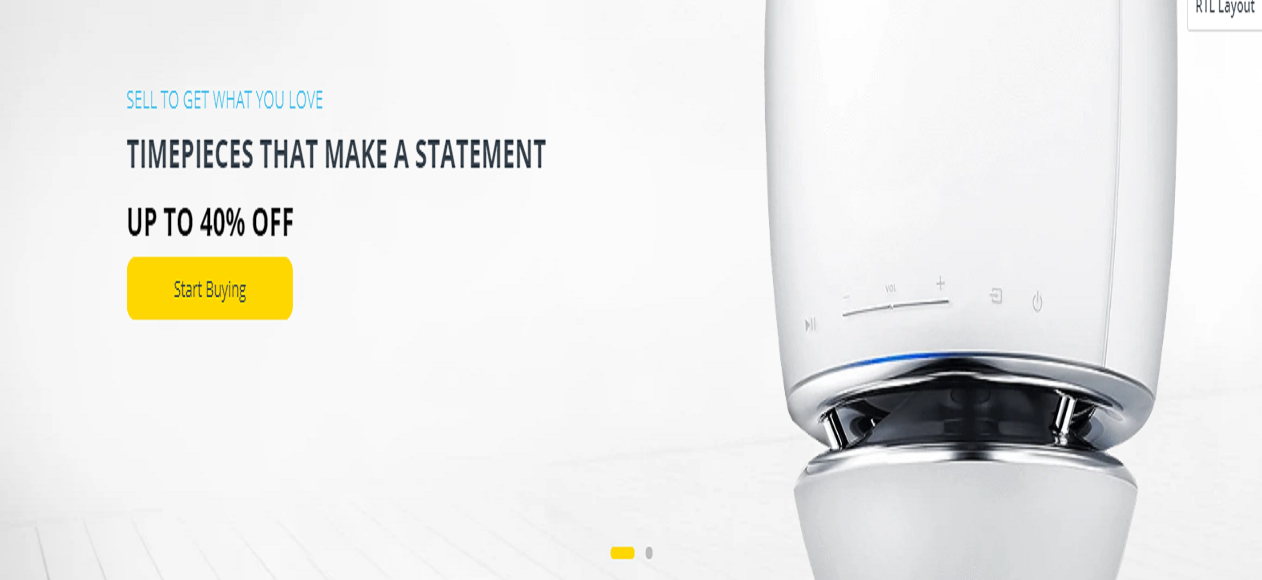 RTL Layout
SELL TO GET WHAT YOU LOVE
TIMEPIECES THAT MAKE A STATEMENT
UP TO 40% OFF
Start Buying
VOL